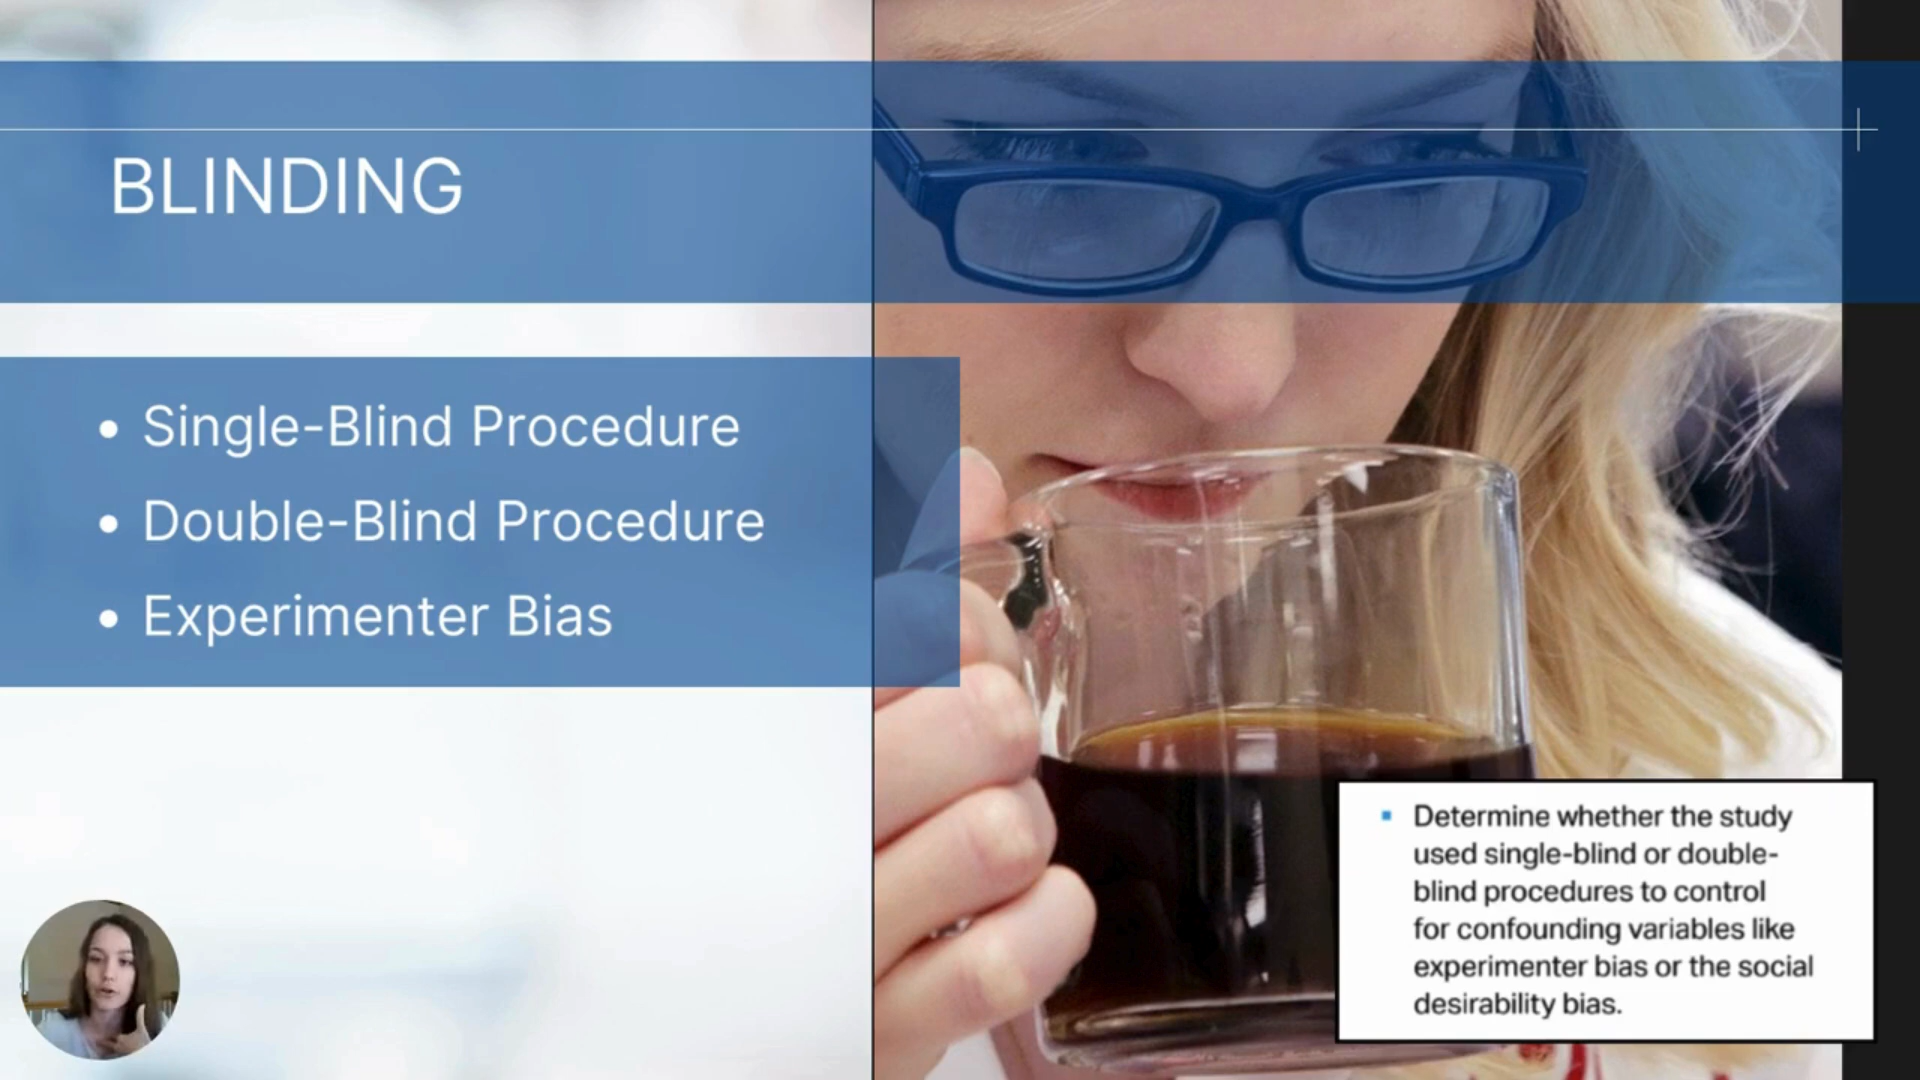 BLINDING
• Single-Blind Procedure
• Double-Blind Procedure
• Experimenter Bias
▪ Determine whether the study
used single-blind or double-
blind procedures to control
for confounding variables like
experimenter bias or the social
desirability bias.